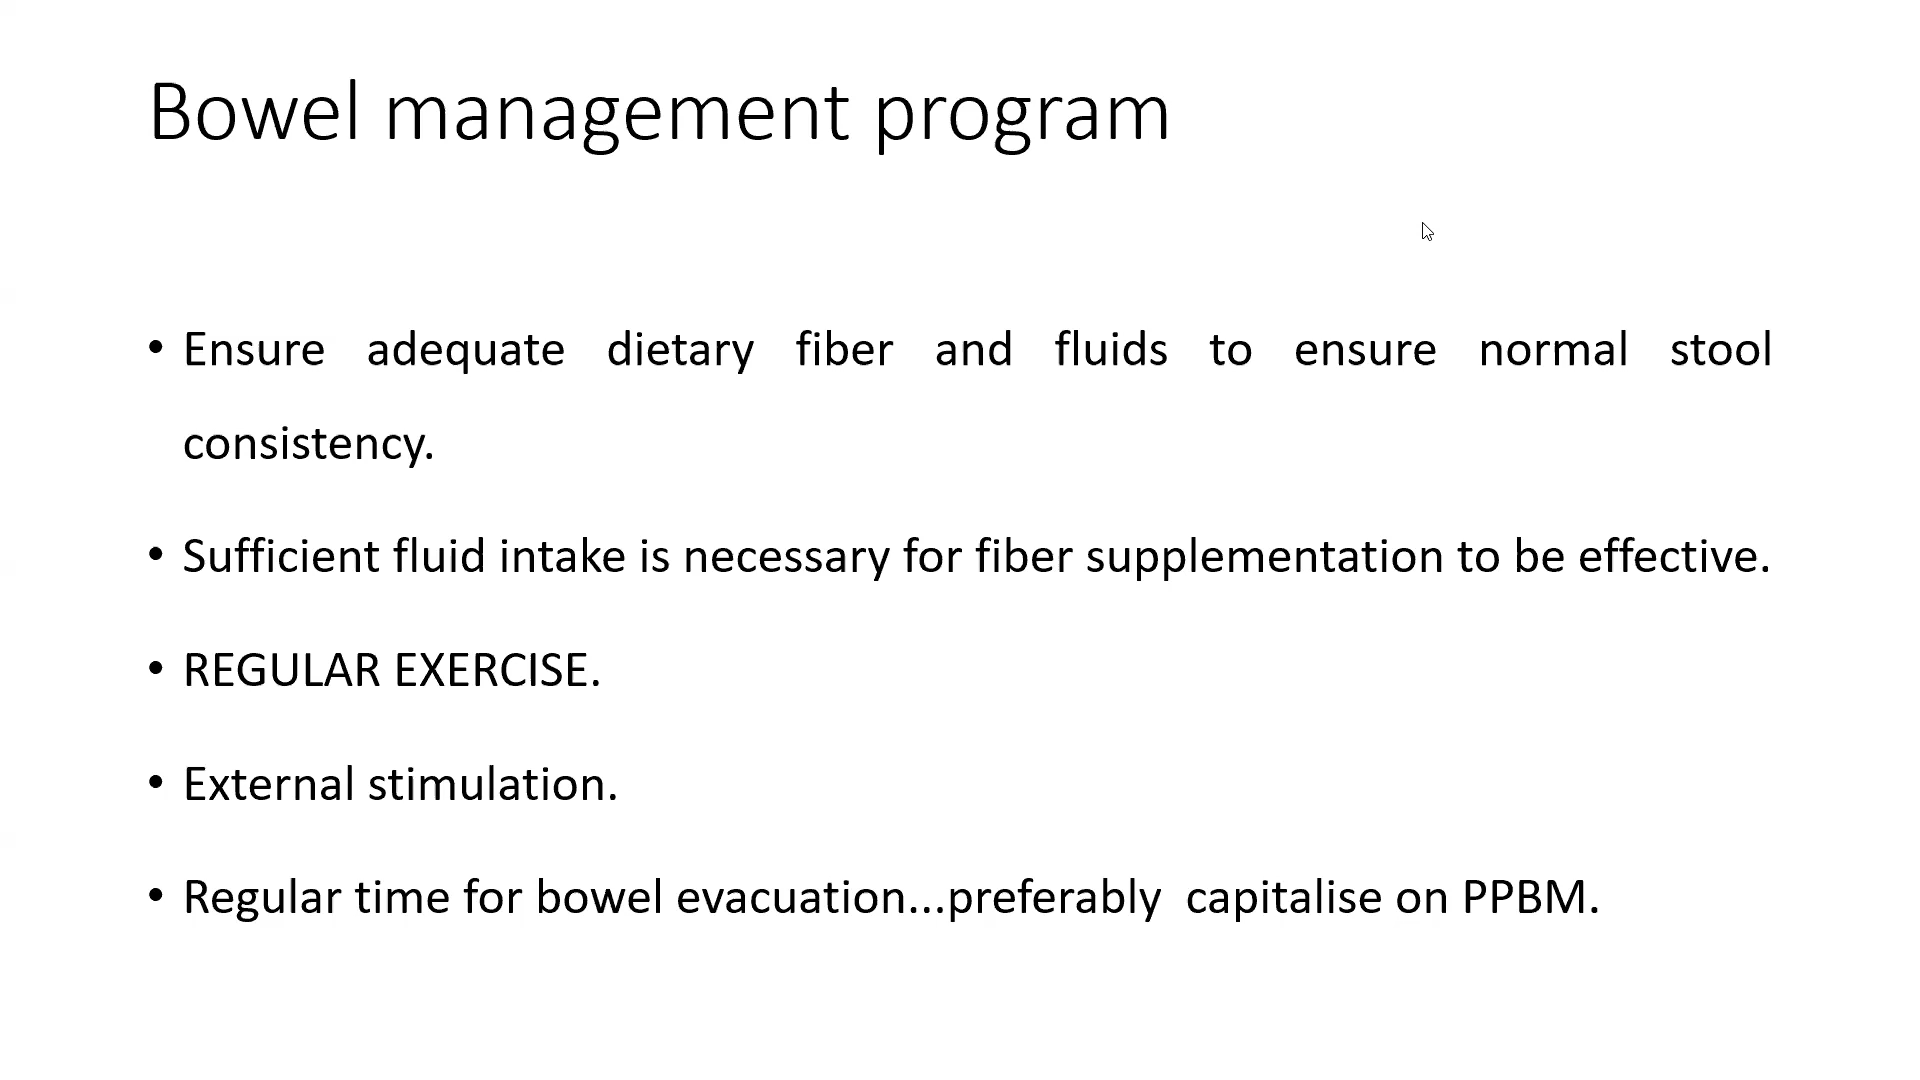 Bowel management program
• Ensure adequate dietary fiber and fluids to ensure normal stool
consistency.
• Sufficient fluid intake is necessary for fiber supplementation to be effective.
• REGULAR EXERCISE.
• External stimulation.
• Regular time for bowel evacuation...preferably  capitalise on PPBM.